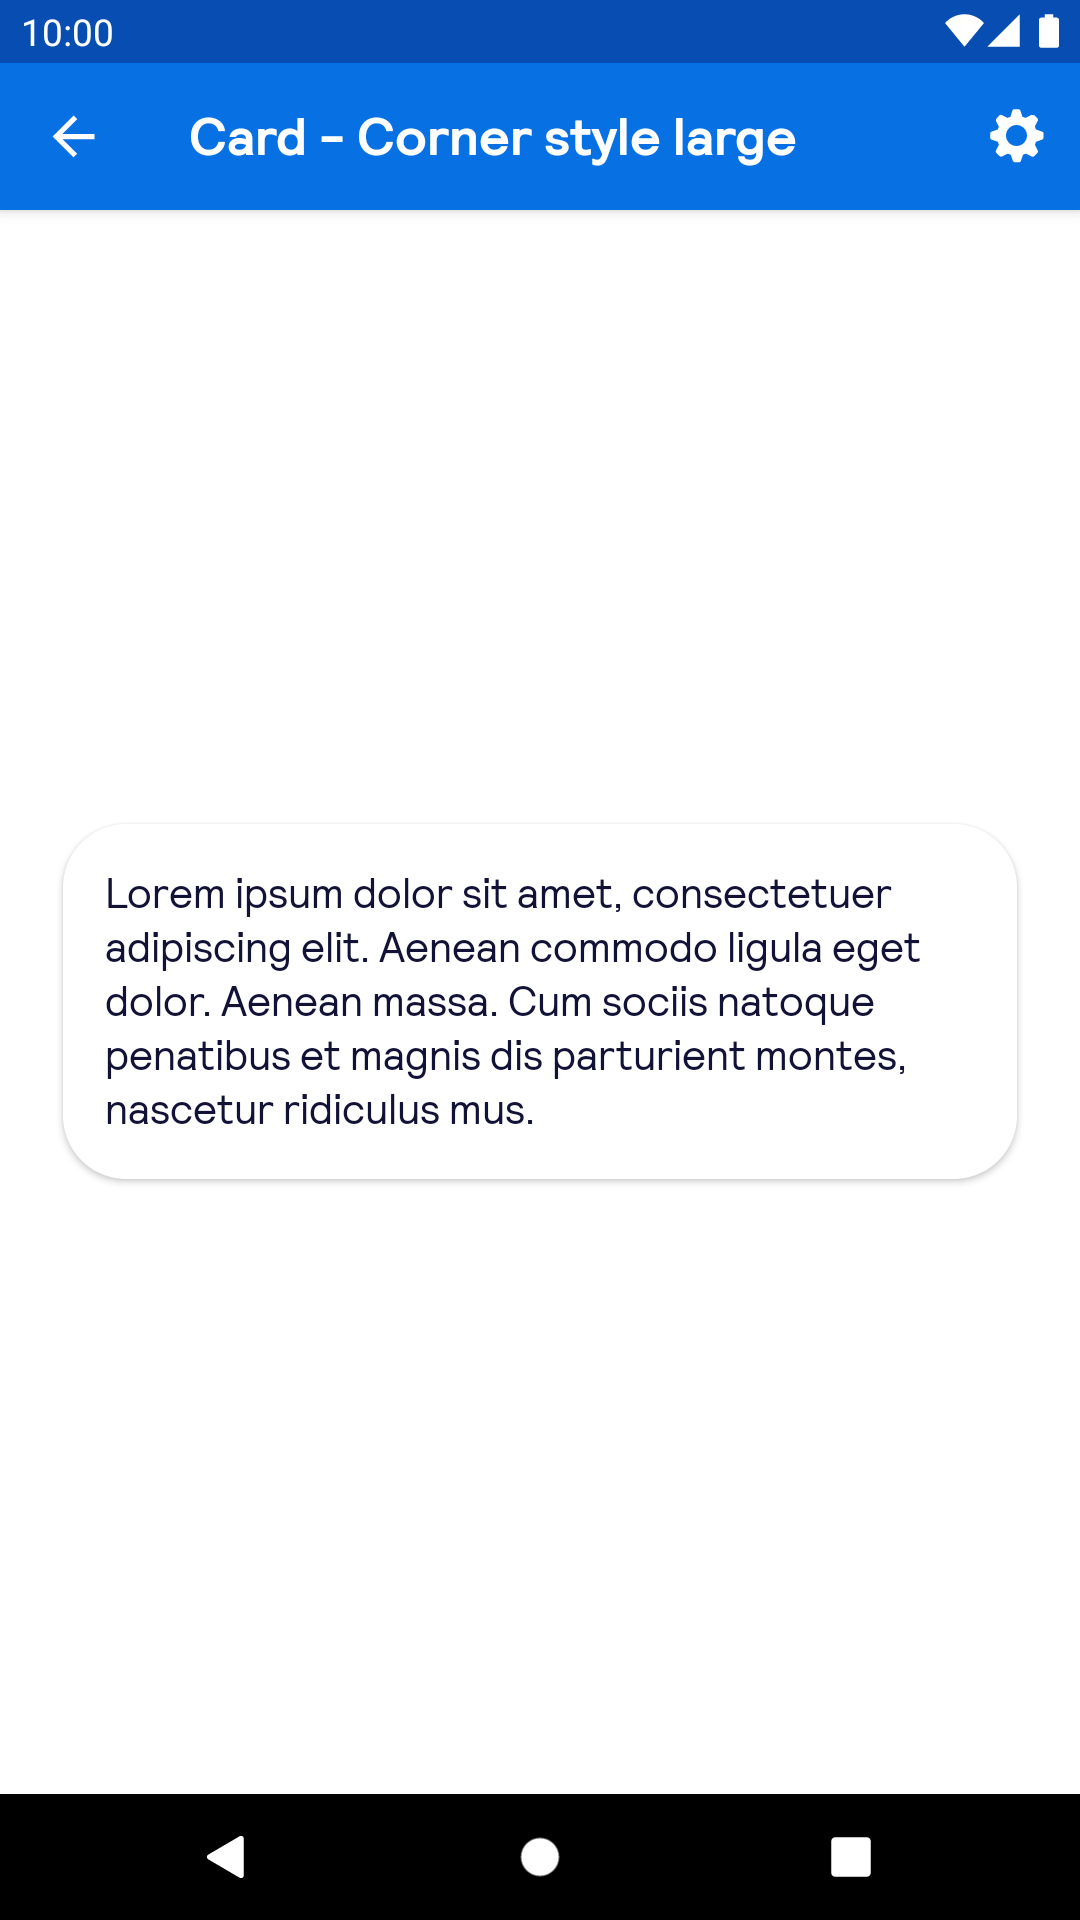 10:00
Card - Corner style large
Lorem ipsum dolor sit amet, consectetuer
adipiscing elit. Aenean commodo ligula eget
dolor. Aenean massa. Cum sociis natoque
penatibus et magnis dis parturient montes,
nascetur ridiculus mus.